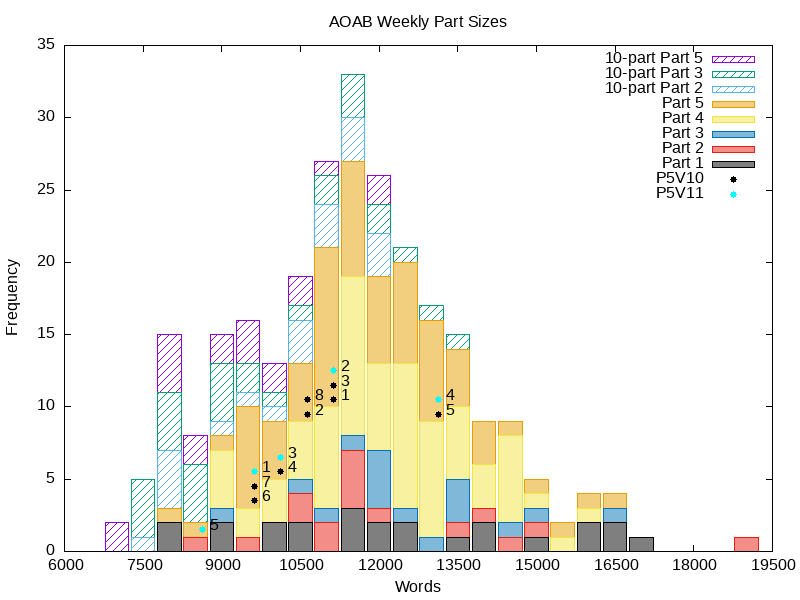 AOAB Weekly Part Sizes
35
30
25
20
15
10
5
0
Frequency
10-part Part 5
10-part Part 3
10-part Part 2
Part 5
Part 4
Part 3
Part 2
Part 1
P5V10
P5V11
2
3
8
1
4
2
5
3
1
4
7
6
5
6000 7500 9000 10500 12000 13500 15000 16500 18000 19500
Words